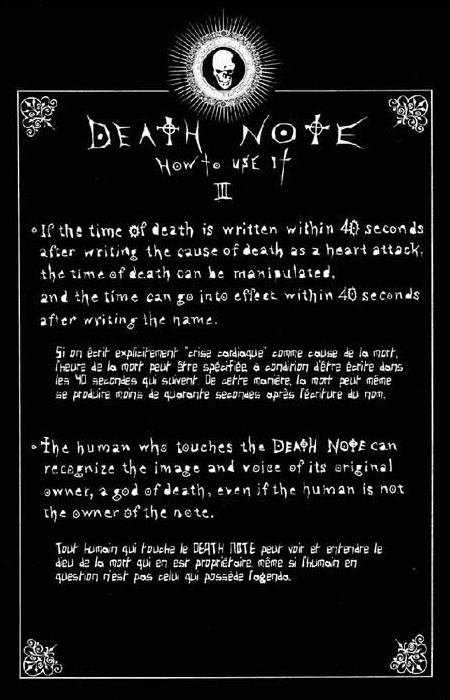 DEATH NOTE
HOW to USE It
III
If the time of death is written within 40 seconds
after writing the cause of death as a heart attack,
the time of death can be manipulated,
and the time can go into effect within 40 seconds
after writing the name.
Si on écrit explicitement "crise cardiaque" comme cause de la mort,
l'heure de la mort peut être spécifiée à condition d'être écrite dans
les 40 secondes qui suivent. De cette manière, la mort peut même
se produire moins de quarante secondes après l'écriture du nom.
The human who touches the DEATH NOTE can
recognize the image and voice of its original
owner, a god of death, even if the human is not
the owner of the note.
Tout humain qui touche le DEATH NOTE peut voir et entendre le
dieu de la mort qui en est propriétaire, même si l'humain en
question n'est pas celui qui possède l'agenda.